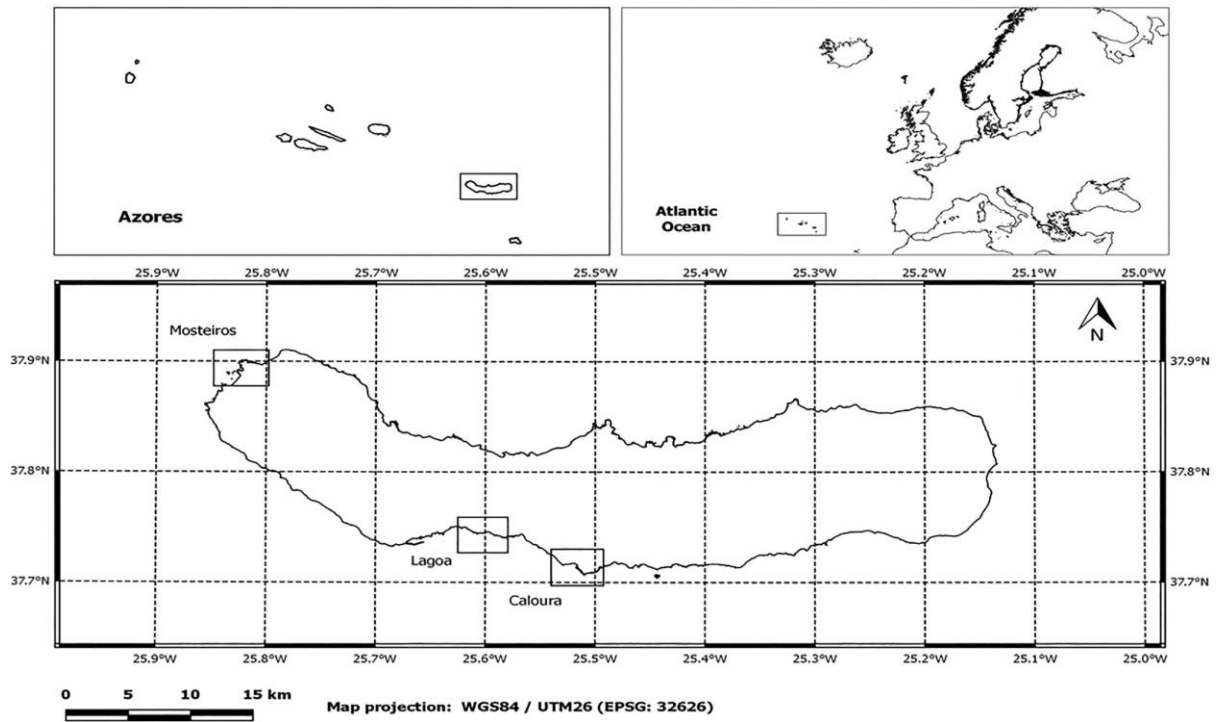 Azores
Atlantic
Ocean
25.9°W 25.8°W 25.7°W 25.6°W 25.5°W 25.4°W 25.3°W 25.2°W 25.1°W 25.0°W
N
Mosteiros
37.9°N 37.9°N
37.8°N 37.8°N
Lagoa
37.7°N 37.7°N
Caloura
25.9°W 25.8°W 25.7°W 25.6°W 25.5°W 25.4°W 25.3°W 25.2°W 25.1°W 25.0°W
0 5 10 15 km
Map projection: WGS84 / UTM26 (EPSG: 32626)